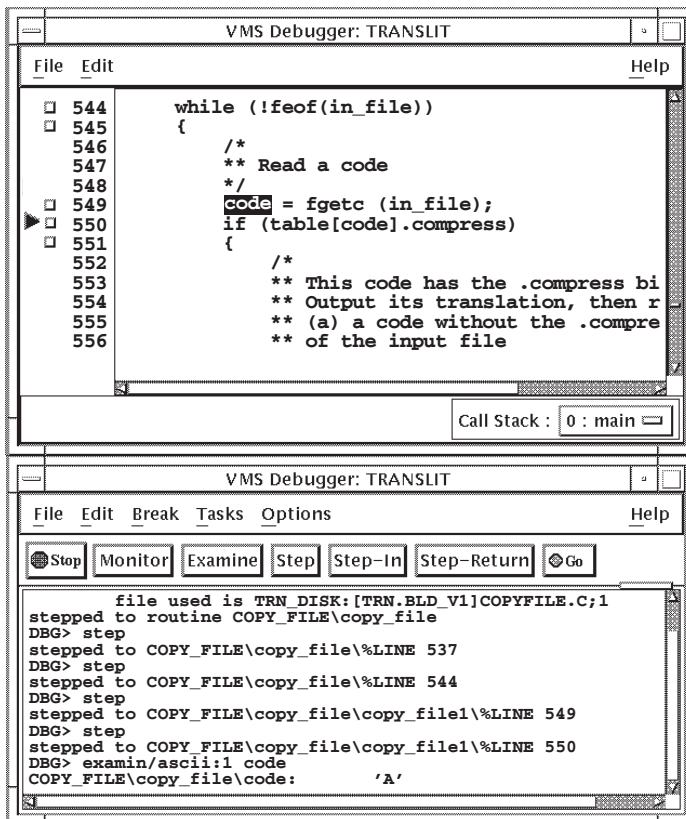 VMS Debugger: TRANSLIT
File Edit Help
544 while (!feof(in_file))
545 {
546 /*
547 ** Read a code
548 */
549 code = fgetc (in_file);
550 if (table[code].compress)
551 {
552 /*
553 ** This code has the .compress bi
554 ** Output its translation, then r
555 ** (a) a code without the .compre
556 ** of the input file
Call Stack : 0 : main
VMS Debugger: TRANSLIT
File Edit Break Tasks Options Help
Stop Monitor Examine Step Step-In Step-Return Go
file used is TRN_DISK:[TRN.BLD_V1]COPYFILE.C;1
stepped to routine COPY_FILE\copy_file
DBG> step
stepped to COPY_FILE\copy_file\%LINE 537
DBG> step
stepped to COPY_FILE\copy_file\%LINE 544
DBG> step
stepped to COPY_FILE\copy_file\copy_file1\%LINE 549
DBG> step
stepped to COPY_FILE\copy_file\copy_file1\%LINE 550
DBG> examin/ascii:1 code
COPY_FILE\copy_file\code: ’A’